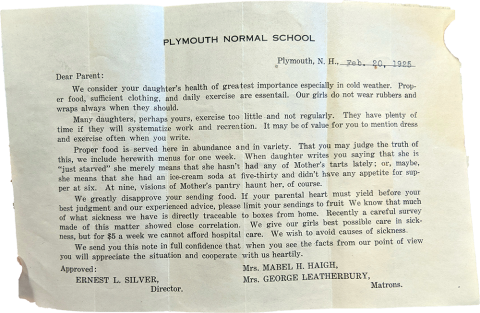 PLYMOUTH NORMAL SCHOOL
Plymouth, N. H., Feb. 20, 1925
Dear Parent:
We consider your daughter's health of greatest importance especially in cold weather. Prop-
er food, sufficient clothing, and daily exercise are essentail. Our girls do not wear rubbers and
wraps always when they should.
Many daughters, perhaps yours, exercise too little and not regularly. They have plenty of
time if they will systematize work and recreation. It may be of value for you to mention dress
and exercise often when you write.
Proper food is served here in abundance and in variety. That you may judge the truth of
this, we include herewith menus for one week. When daughter writes you saying that she is
"just starved" she merely means that she hasn't had any of Mother's tarts lately; or, maybe,
she means that she had an ice-cream soda at five-thirty and didn't have any appetite for sup-
per at six. At nine, visions of Mother's pantry haunt her, of course.
We greatly disapprove your sending food. If your parental heart must yield before your
best judgment and our experienced advice, please limit your sendings to fruit We know that much
of what sickness we have is directly traceable to boxes from home. Recently a careful survey
made of this matter showed close correlation. We give our girls best possible care in sick-
ness, but for $5 a week we cannot afford hospital care. We wish to avoid causes of sickness.
We send you this note in full confidence that when you see the facts from our point of view
you will appreciate the situation and cooperate with us heartily.
Approved:
ERNEST L. SILVER,
Director.
Mrs. MABEL H. HAIGH,
Mrs. GEORGE LEATHERBURY,
Matrons.